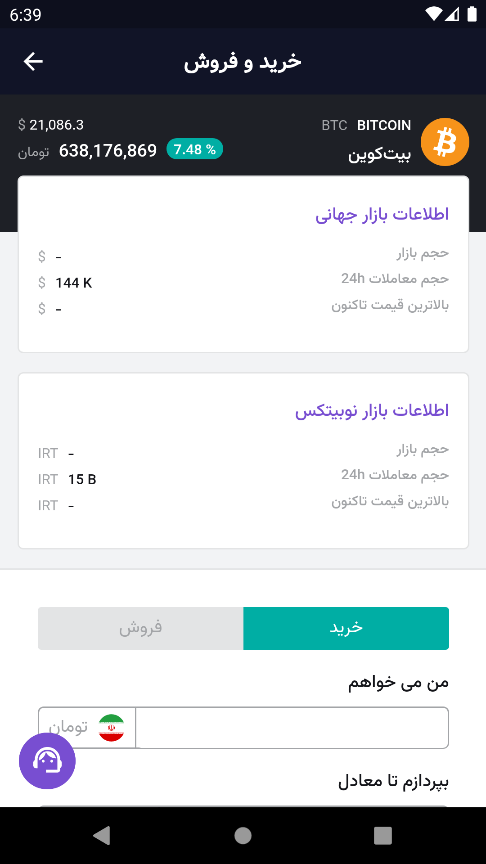 6:39
خرید و فروش
BTC BITCOIN
$ 21,086.3
بیت‌کوین
7.48 % 638,176,869 تومان
اطلاعات بازار جهانی
حجم بازار
$ -
حجم معاملات 24h
$ 144 K
بالاترین قیمت تاکنون
$ -
اطلاعات بازار نوبیتکس
حجم بازار
IRT -
حجم معاملات 24h
IRT 15 B
بالاترین قیمت تاکنون
IRT -
خرید
فروش
من می خواهم
تومان
بپردازم تا معادل